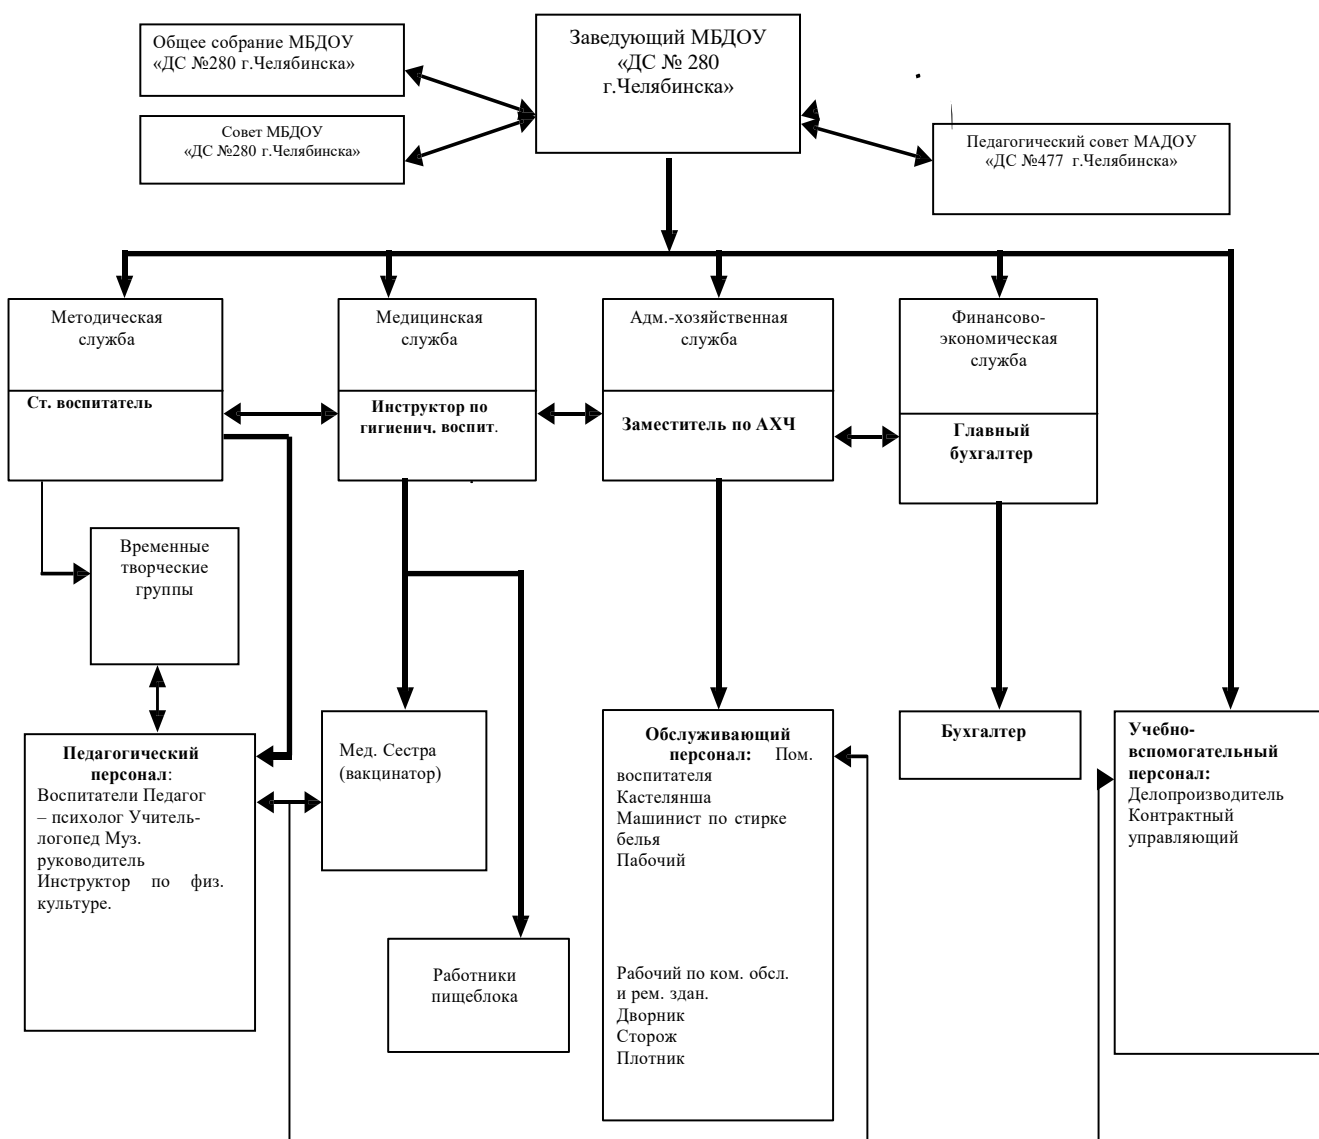 Общее собрание МБДОУ
«ДС №280 г.Челябинска»
Заведующий МБДОУ
«ДС № 280
г.Челябинска»
Совет МБДОУ
«ДС №280 г.Челябинска»
Педагогический совет МАДОУ
«ДС №477 г.Челябинска»
Методическая
служба
Ст. воспитатель
Медицинская
служба
Инструктор по
гигиенич. воспит.
Адм.-хозяйственная
служба
Заместитель по АХЧ
Финансово-
экономическая
служба
Главный
бухгалтер
Временные
творческие
группы
Педагогический
персонал:
Воспитатели Педагог
– психолог Учитель-
логопед Муз.
руководитель
Инструктор по физ.
культуре.
Мед. Сестра
(вакцинатор)
Работники
пищеблока
Обслуживающий
персонал: Пом.
воспитателя
Кастелянша
Машинист по стирке
белья
Пабочий
Рабочий по ком. обсл.
и рем. здан.
Дворник
Сторож
Плотник
Бухгалтер
Учебно-
вспомогательный
персонал:
Делопроизводитель
Контрактный
управляющий